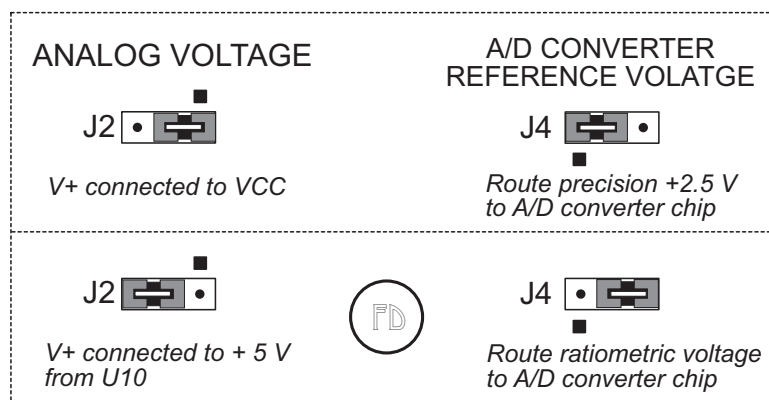 ANALOG VOLTAGE
A/D CONVERTER
REFERENCE VOLATGE
J2
J4
V+ connected to VCC
Route precision +2.5 V
to A/D converter chip
J2
FD
J4
V+ connected to + 5 V
from U10
Route ratiometric voltage
to A/D converter chip